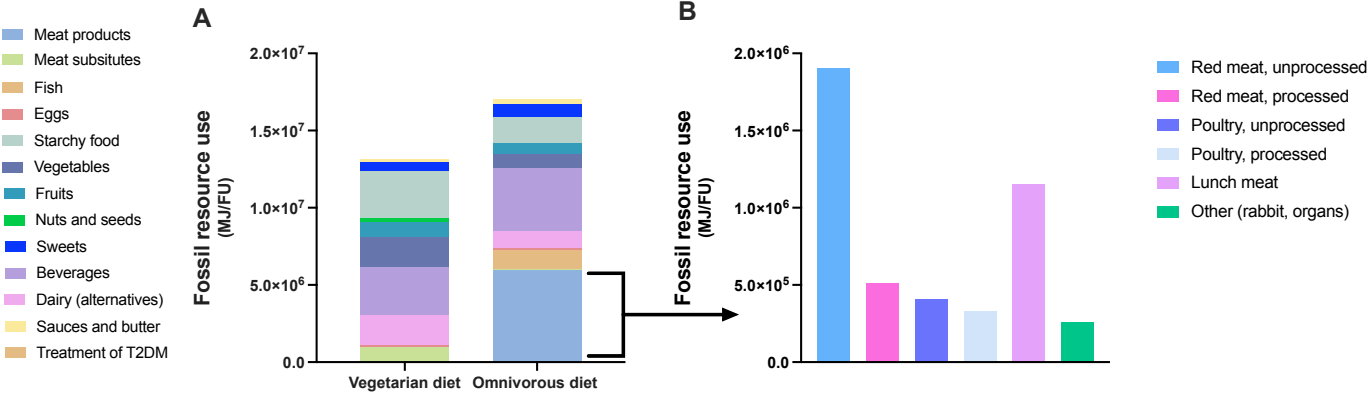 A
B
Meat products
Meat subsitutes
Fish
Eggs
Starchy food
Vegetables
Fruits
Nuts and seeds
Sweets
Beverages
Dairy (alternatives)
Sauces and butter
Treatment of T2DM
Fossil resource use
(MJ/FU)
2.0×10⁷
1.5×10⁷
1.0×10⁷
5.0×10⁶
0.0
Vegetarian diet
Omnivorous diet
Fossil resource use
(MJ/FU)
2.0×10⁶
1.5×10⁶
1.0×10⁶
5.0×10⁵
0.0
Red meat, unprocessed
Red meat, processed
Poultry, unprocessed
Poultry, processed
Lunch meat
Other (rabbit, organs)